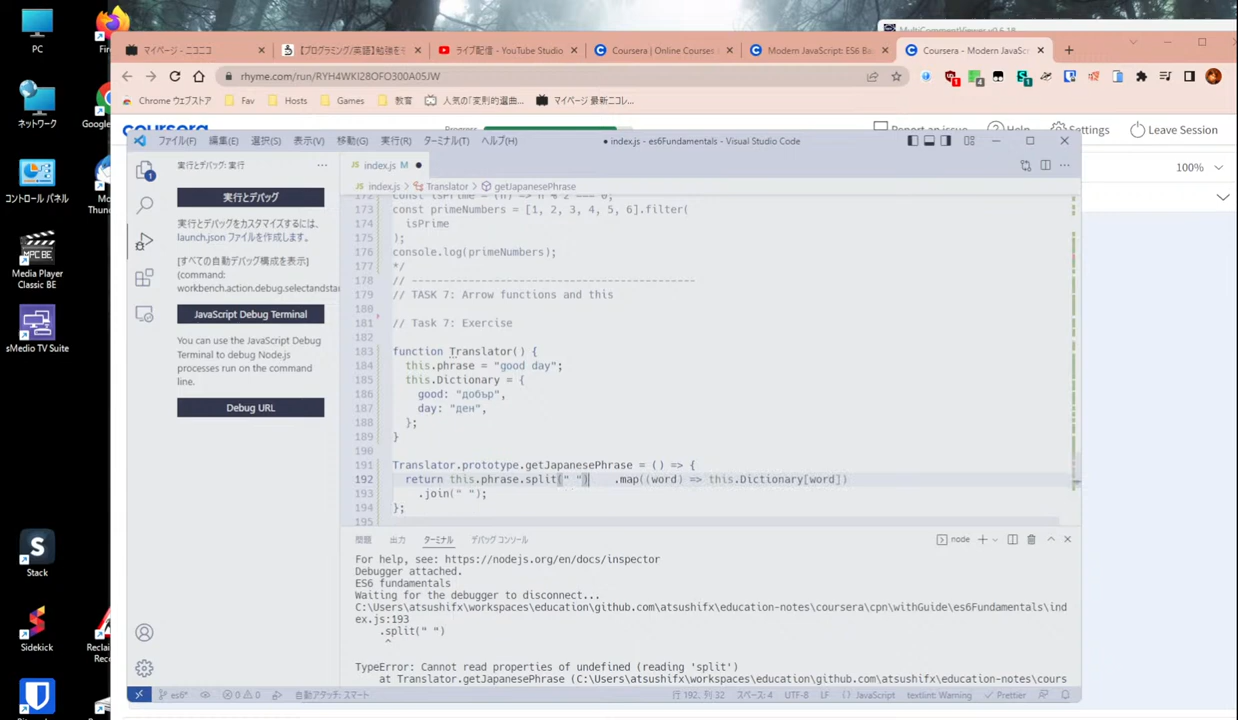 PC
ネットワーク
コントロール パネル
Media Player Classic BE
sMedio TV Suite
Stack
Sidekick
マイページ - ニコニコ
【プログラミング/英語】勉強をモ
ライブ配信 - YouTube Studio
Coursera | Online Courses
Modern JavaScript: ES6 Ba
Coursera - Modern JavaSc
rhyme.com/run/RYH4WKI28OFO300A05JW
Chrome ウェブストア
Fav
Hosts
Games
教育
人気の「変則的選曲...
マイページ 最新ニコレ...
Report an issue
Help
Settings
Leave Session
100%
ファイル(F)
編集(E)
選択(S)
表示(V)
移動(G)
実行(R)
ターミナル(T)
ヘルプ(H)
● index.js - es6Fundamentals - Visual Studio Code
実行とデバッグ: 実行
実行とデバッグ
実行とデバッグをカスタマイズするには、
launch.json ファイルを作成します。
[すべての自動デバッグ構成を表示]
(command:
workbench.action.debug.selectandsta
JavaScript Debug Terminal
You can use the JavaScript Debug
Terminal to debug Node.js
processes run on the command
line.
Debug URL
index.js M ●
index.js > Translator > getJapanesePhrase
172 const isPrime = (n) => n % 2 === 0;
173 const primeNumbers = [1, 2, 3, 4, 5, 6].filter(
174 isPrime
175 );
176 console.log(primeNumbers);
177 */
178 // ---------------------------------------------
179 // TASK 7: Arrow functions and this
180
181 // Task 7: Exercise
182
183 function Translator() {
184 this.phrase = "good day";
185 this.Dictionary = {
186 good: "добър",
187 day: "ден",
188 };
189 }
190
191 Translator.prototype.getJapanesePhrase = () => {
192 return this.phrase.split(" ") .map((word) => this.Dictionary[word])
193 .join(" ");
194 };
195
問題
出力
ターミナル
デバッグ コンソール
node
For help, see: https://nodejs.org/en/docs/inspector
Debugger attached.
ES6 fundamentals
Waiting for the debugger to disconnect...
C:\Users\atsushifx\workspaces\education\github.com\atsushifx\education-notes\coursera\cpn\withGuide\es6Fundamentals\ind
ex.js:193
.split(" ")
^
TypeError: Cannot read properties of undefined (reading 'split')
at Translator.getJapanesePhrase (C:\Users\atsushifx\workspaces\education\github.com\atsushifx\education-notes\cours
es6*
0
0
自動アタッチ: スマート
行 192、列 32
スペース: 4
UTF-8
LF
JavaScript
textlint: Warning
Prettier